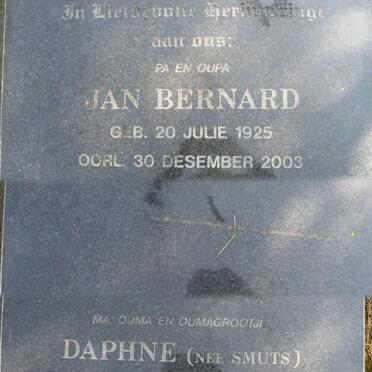 In Liefdevolle Herinnering
aan ons:
PA EN OUPA
JAN BERNARD
GEB. 20 JULIE 1925
OORL. 30 DESEMBER 2003
MA, OUMA EN OUMAGROOTJIE
DAPHNE (NEE SMUTS)